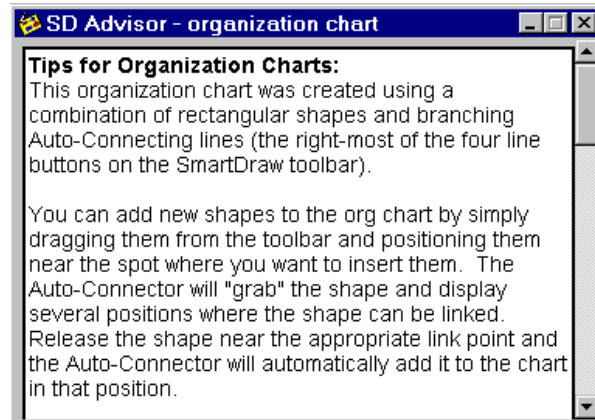 SD Advisor - organization chart
Tips for Organization Charts:
This organization chart was created using a
combination of rectangular shapes and branching
Auto-Connecting lines (the right-most of the four line
buttons on the SmartDraw toolbar).
You can add new shapes to the org chart by simply
dragging them from the toolbar and positioning them
near the spot where you want to insert them.  The
Auto-Connector will "grab" the shape and display
several positions where the shape can be linked.
Release the shape near the appropriate link point and
the Auto-Connector will automatically add it to the chart
in that position.